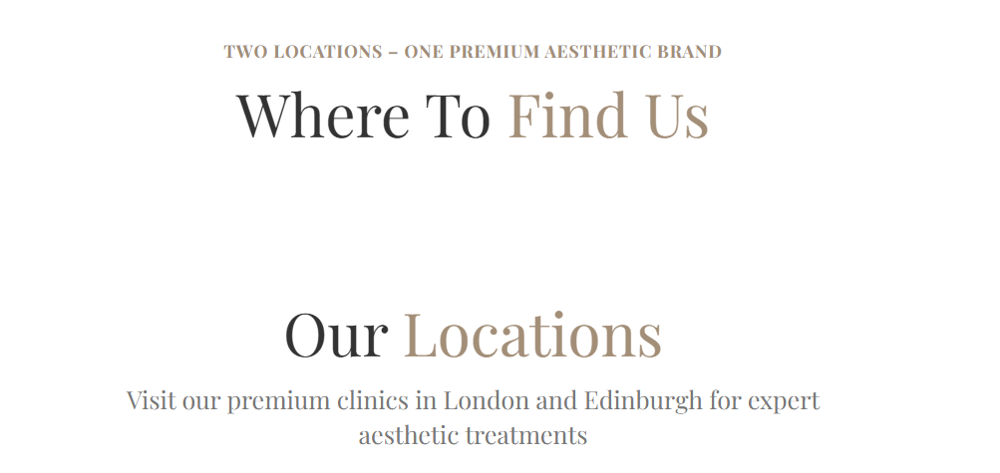 TWO LOCATIONS – ONE PREMIUM AESTHETIC BRAND
Where To Find Us
Our Locations
Visit our premium clinics in London and Edinburgh for expert
aesthetic treatments